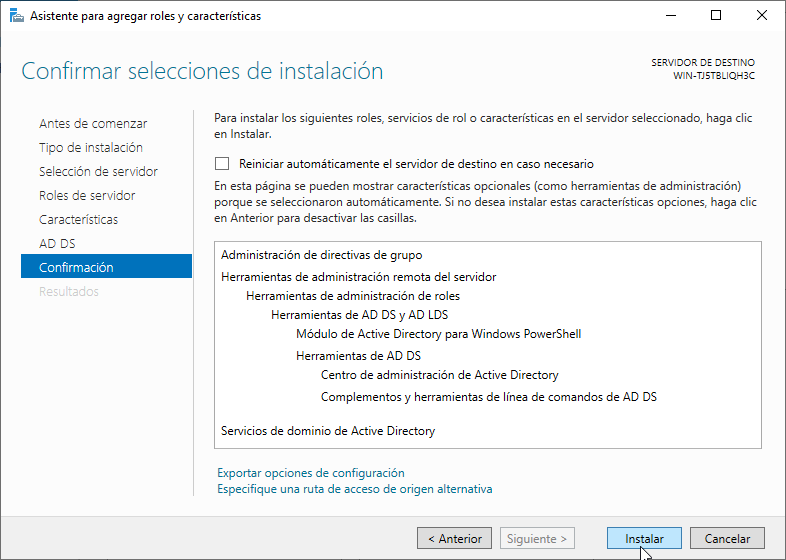 Asistente para agregar roles y características
Confirmar selecciones de instalación
SERVIDOR DE DESTINO
WIN-TJ5TBLIQH3C
Antes de comenzar
Tipo de instalación
Selección de servidor
Roles de servidor
Características
AD DS
Confirmación
Resultados
Para instalar los siguientes roles, servicios de rol o características en el servidor seleccionado, haga clic
en Instalar.
Reiniciar automáticamente el servidor de destino en caso necesario
En esta página se pueden mostrar características opcionales (como herramientas de administración)
porque se seleccionaron automáticamente. Si no desea instalar estas características opciones, haga clic
en Anterior para desactivar las casillas.
Administración de directivas de grupo
Herramientas de administración remota del servidor
Herramientas de administración de roles
Herramientas de AD DS y AD LDS
Módulo de Active Directory para Windows PowerShell
Herramientas de AD DS
Centro de administración de Active Directory
Complementos y herramientas de línea de comandos de AD DS
Servicios de dominio de Active Directory
Exportar opciones de configuración
Especifique una ruta de acceso de origen alternativa
< Anterior
Siguiente >
Instalar
Cancelar